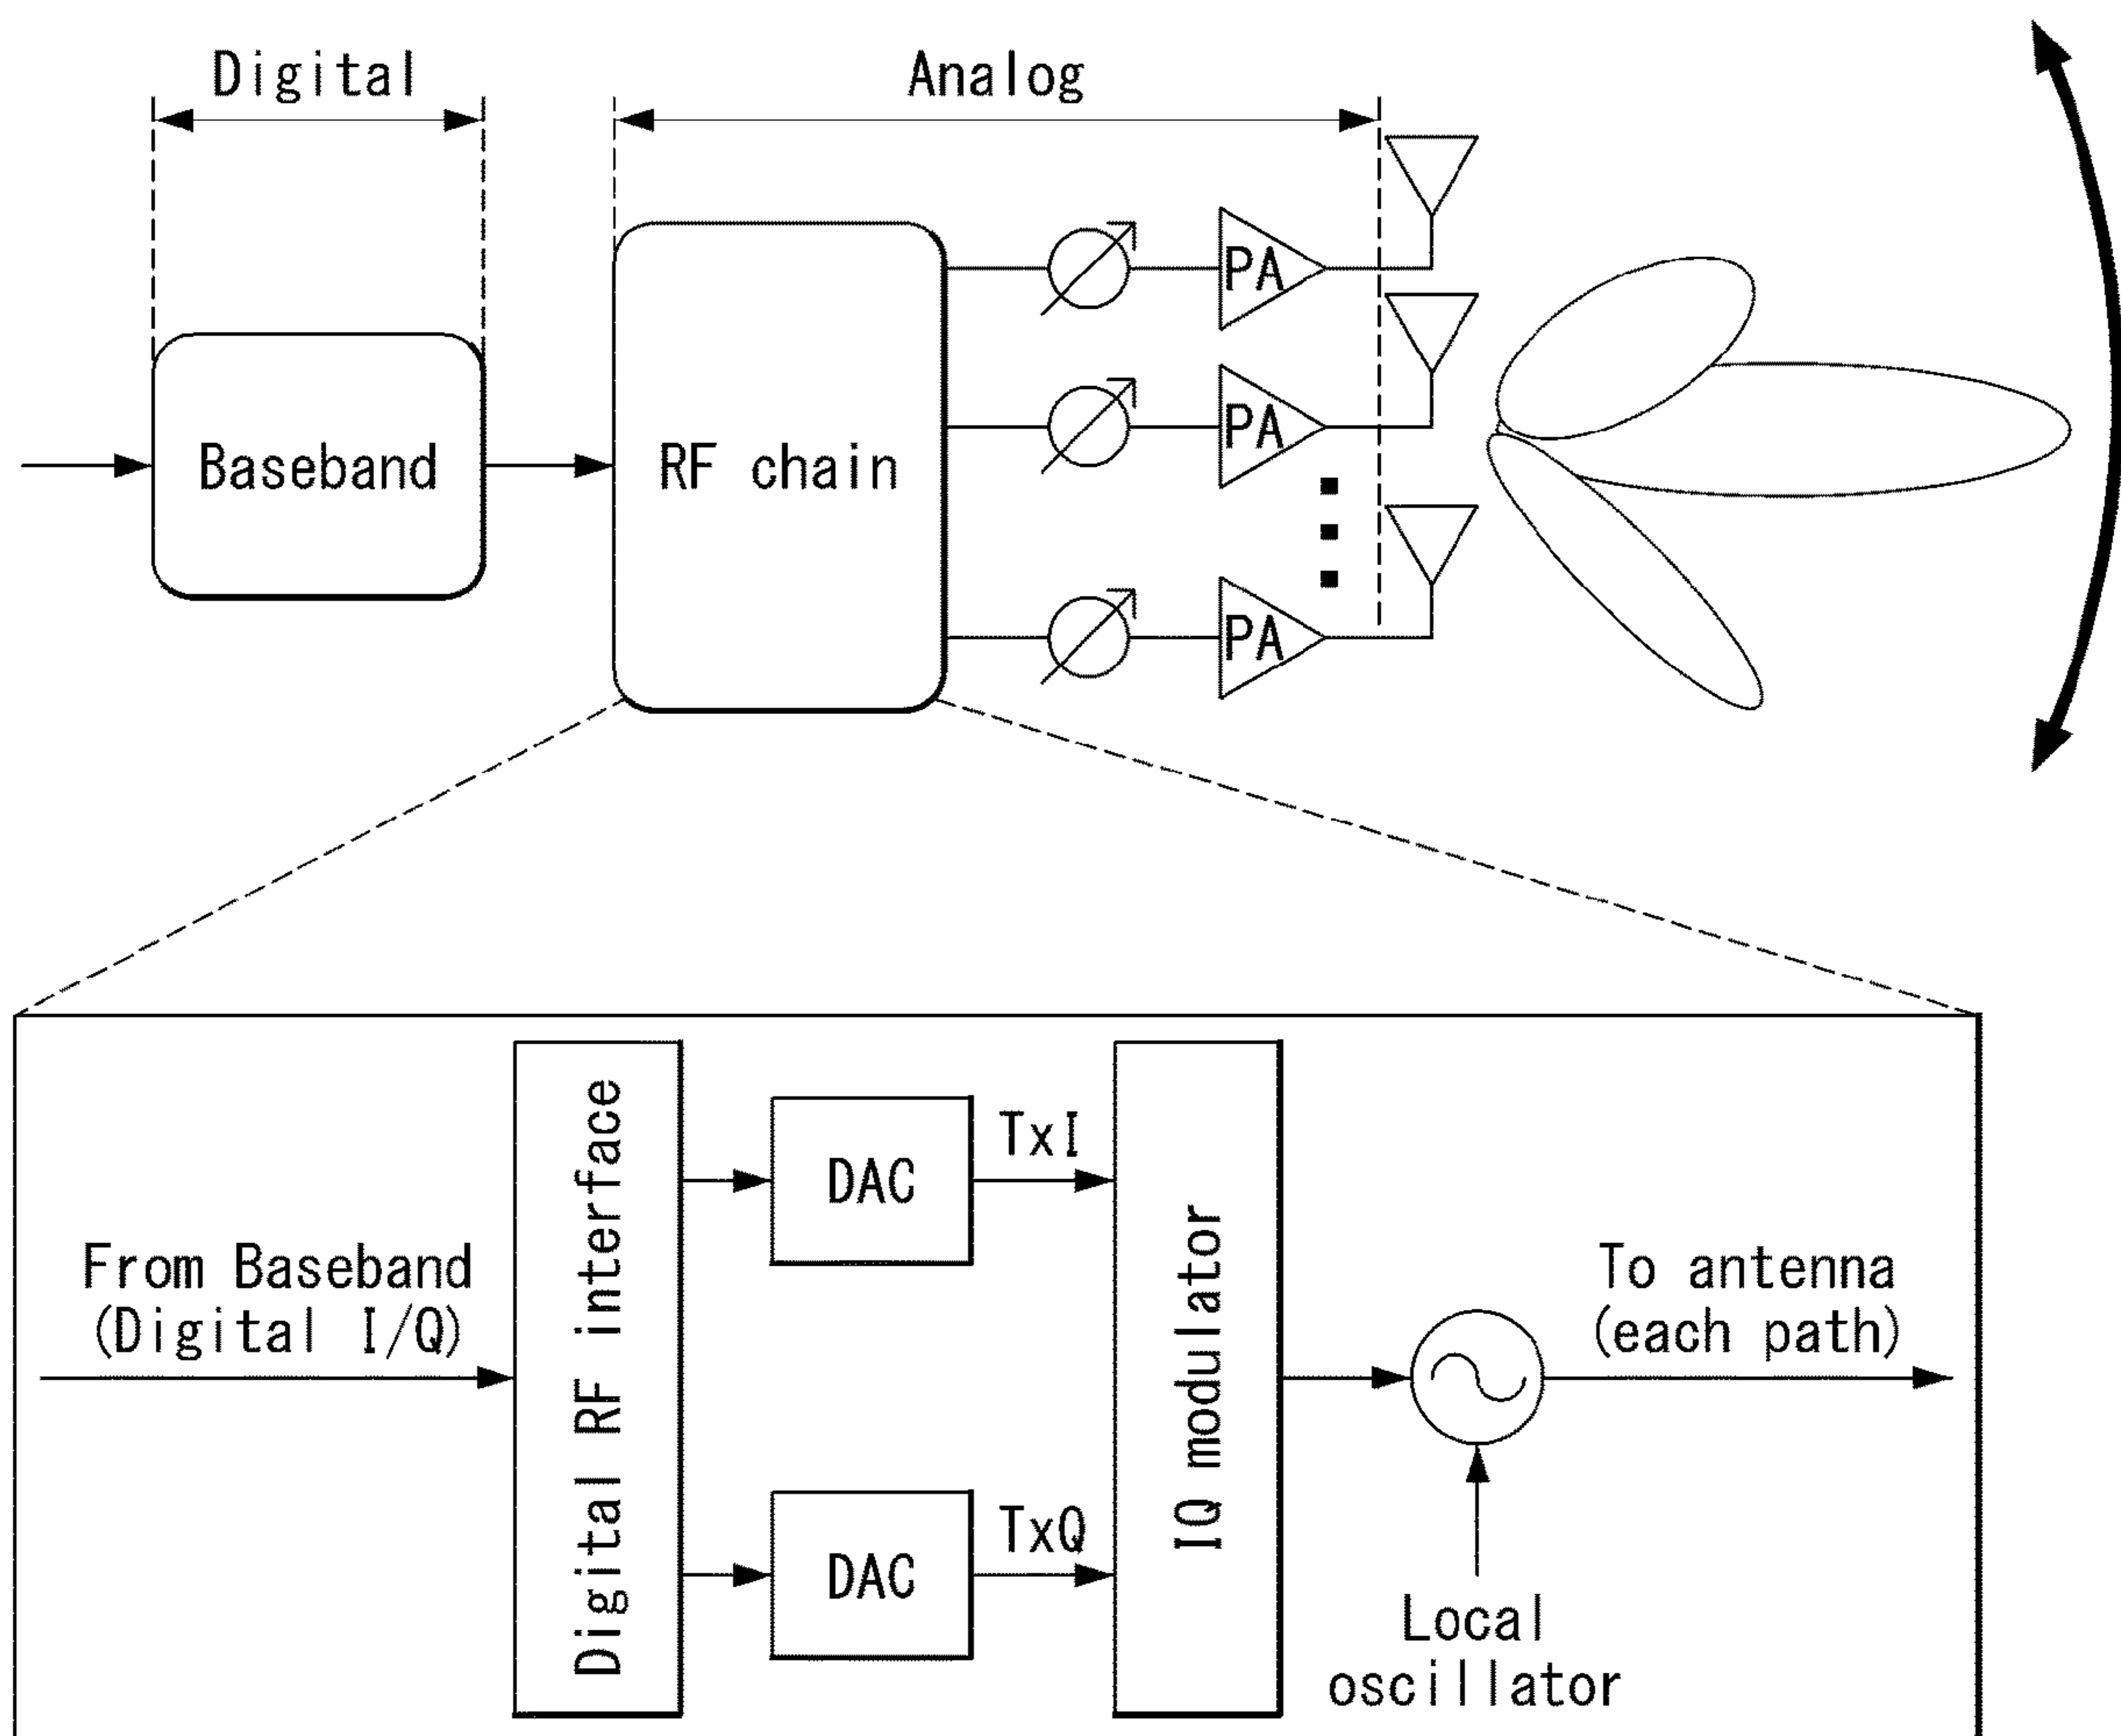 Digital
Analog
PA
PA
Baseband
RF chain
PA
Digital RF interface
DAC
TxI
IQ modulator
From Baseband
(Digital I/Q)
To antenna
(each path)
DAC
TxQ
Local
oscillator